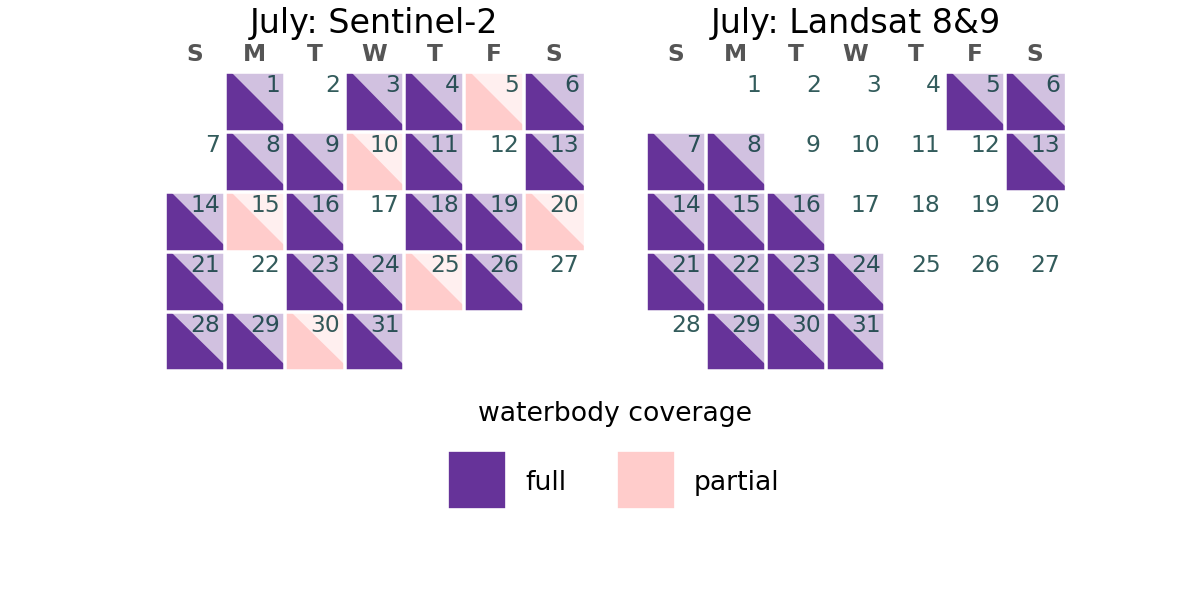 July: Sentinel-2
S M T W T F S
1 2 3 4 5 6
7 8 9 10 11 12 13
14 15 16 17 18 19 20
21 22 23 24 25 26 27
28 29 30 31
July: Landsat 8&9
S M T W T F S
1 2 3 4 5 6
7 8 9 10 11 12 13
14 15 16 17 18 19 20
21 22 23 24 25 26 27
28 29 30 31
waterbody coverage
full
partial